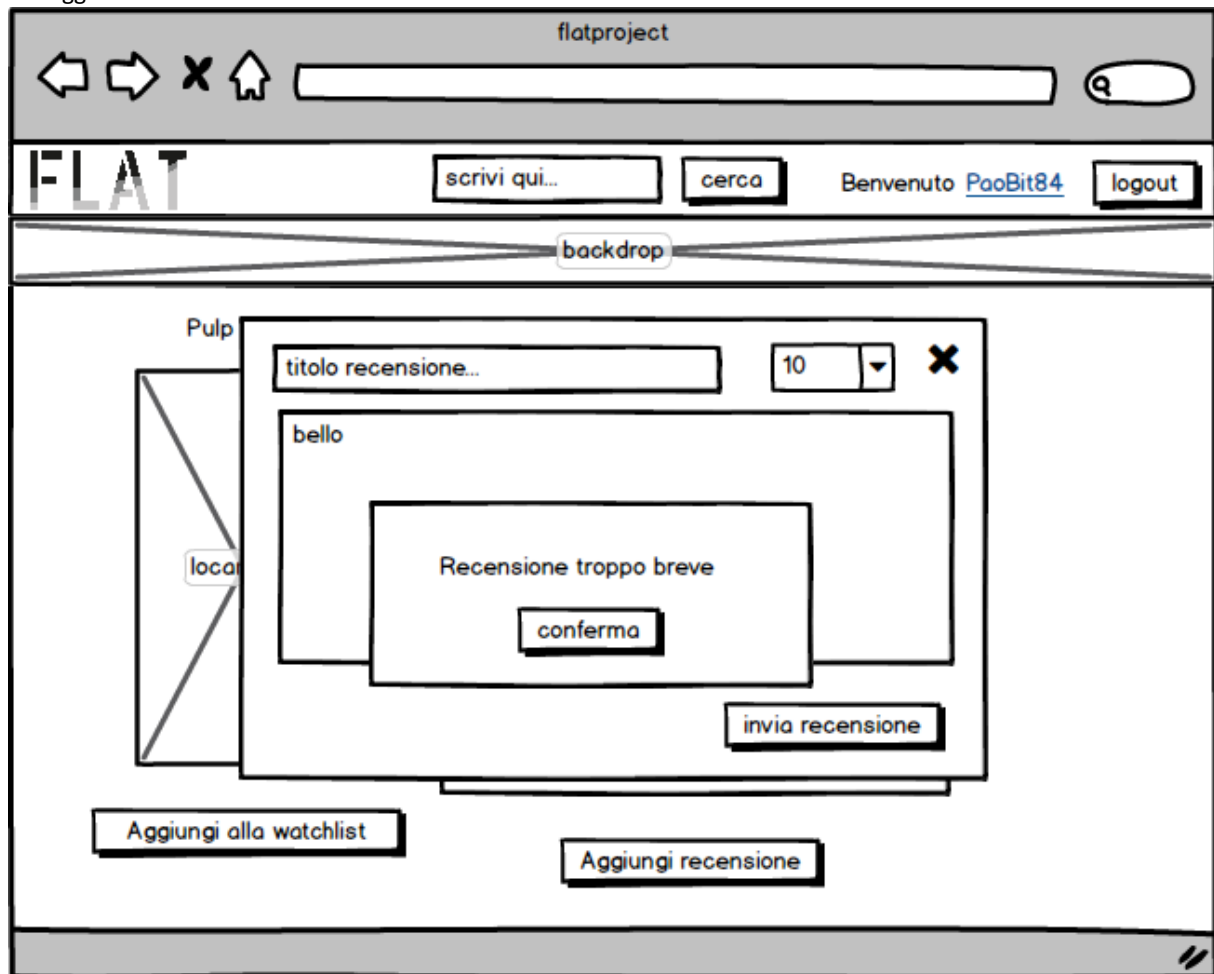 flatproject
FLAT
scrivi qui...
cerca
Benvenuto PaoBit84
logout
backdrop
Pulp
titolo recensione...
10
bello
locan
Recensione troppo breve
conferma
invia recensione
Aggiungi alla watchlist
Aggiungi recensione